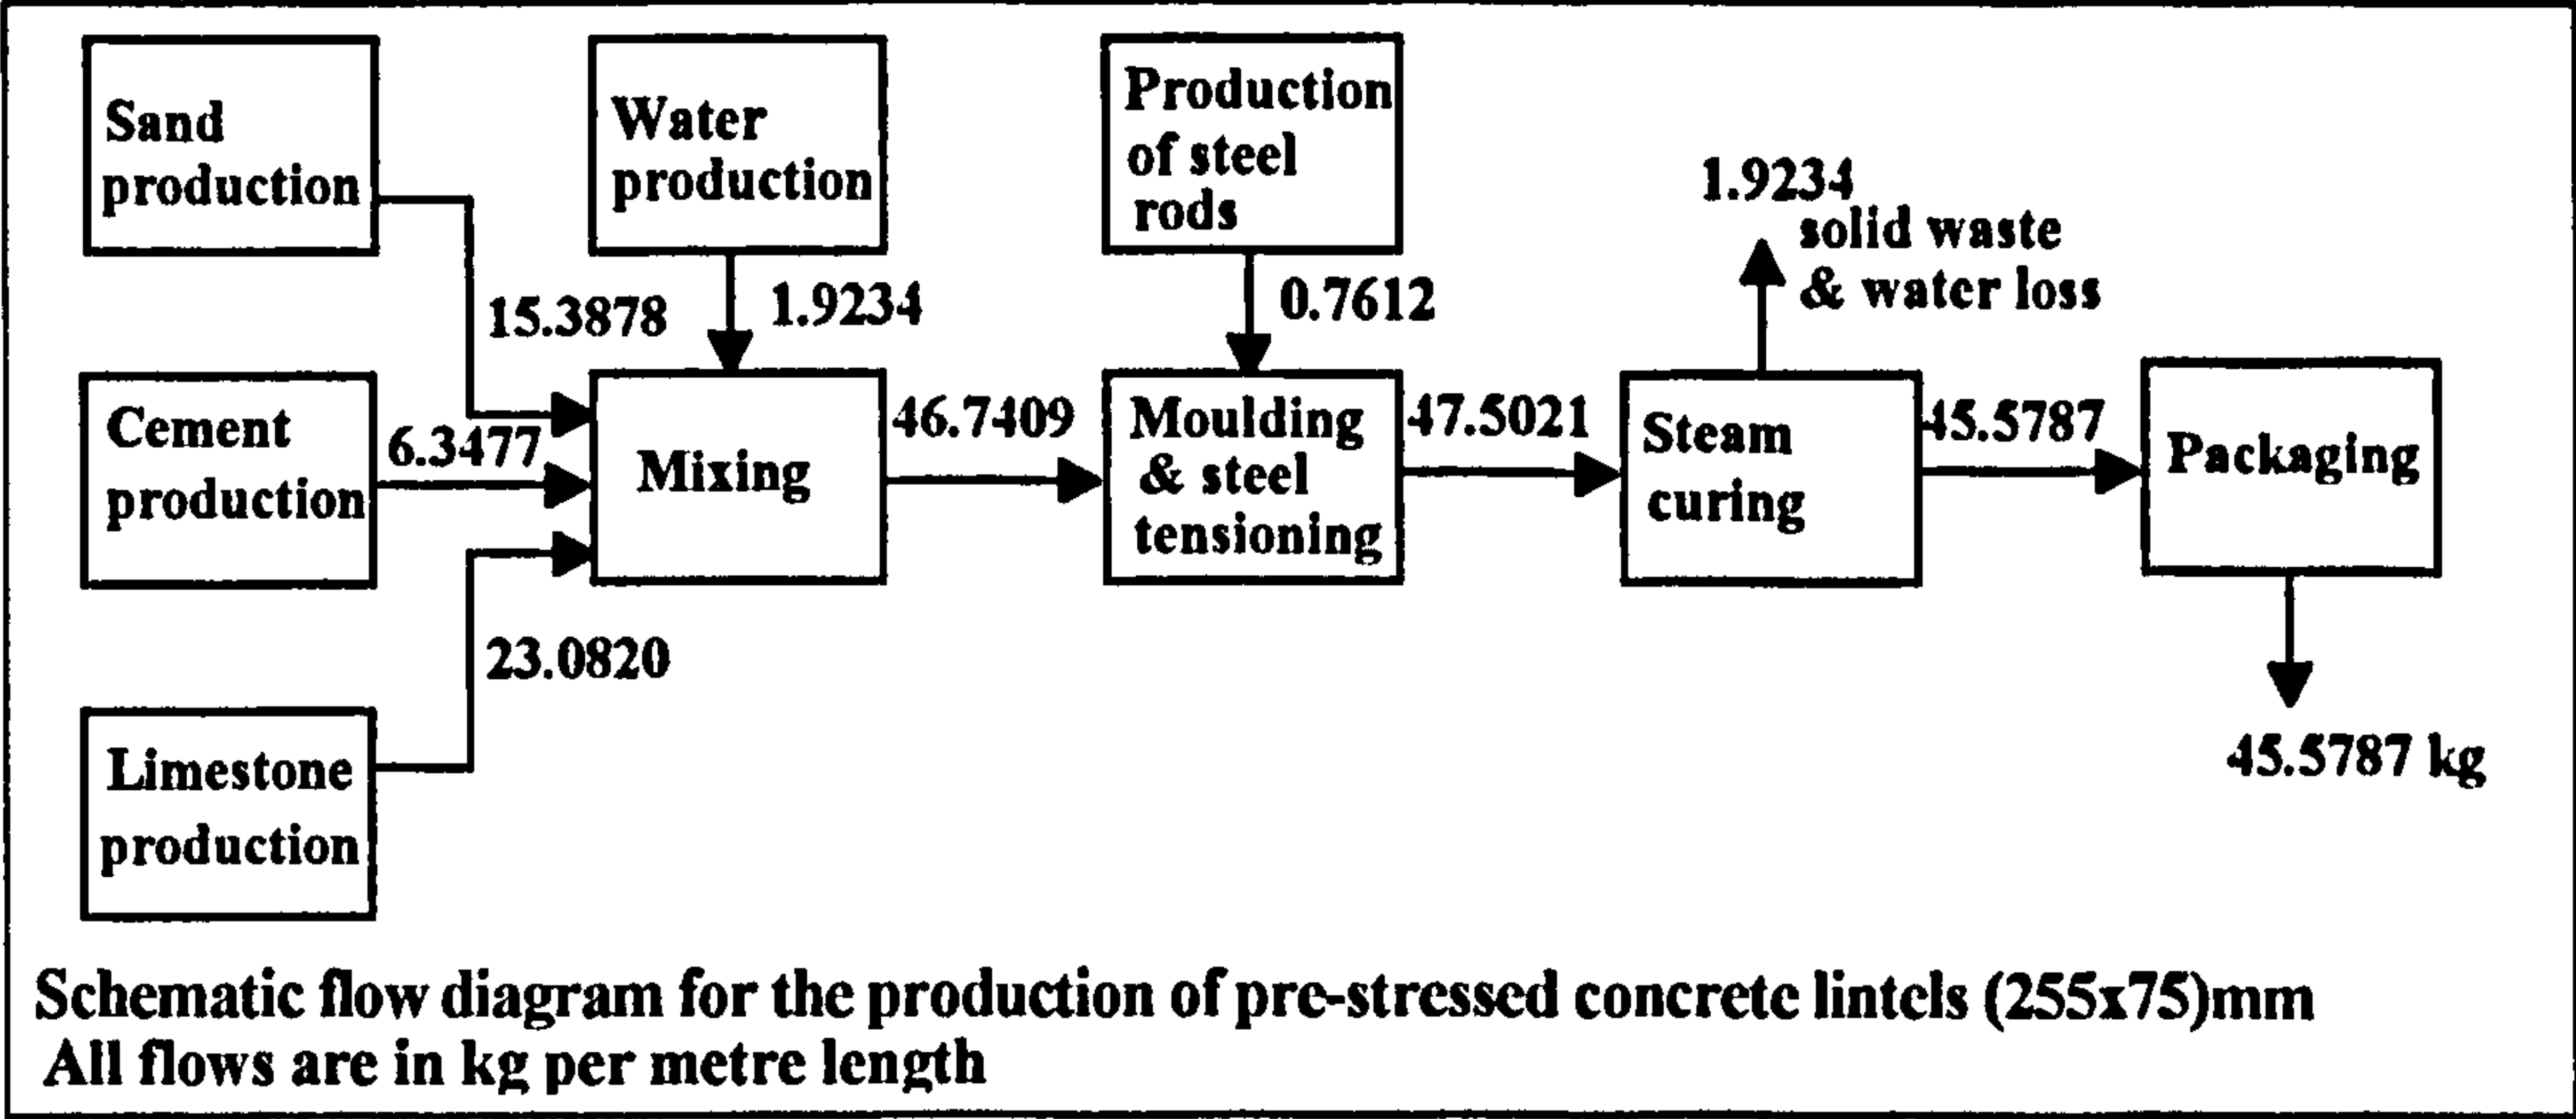 Sand
production
Water
production
Production
of steel
rods
1.9234
solid waste
& water loss
15.3878
1.9234
0.7612
Cement
production
6.3477
Mixing
46.7409
Moulding
& steel
tensioning
47.5021
Steam
curing
45.5787
Packaging
23.0820
Limestone
production
45.5787 kg
Schematic flow diagram for the production of pre-stressed concrete lintels (255x75)mm
All flows are in kg per metre length